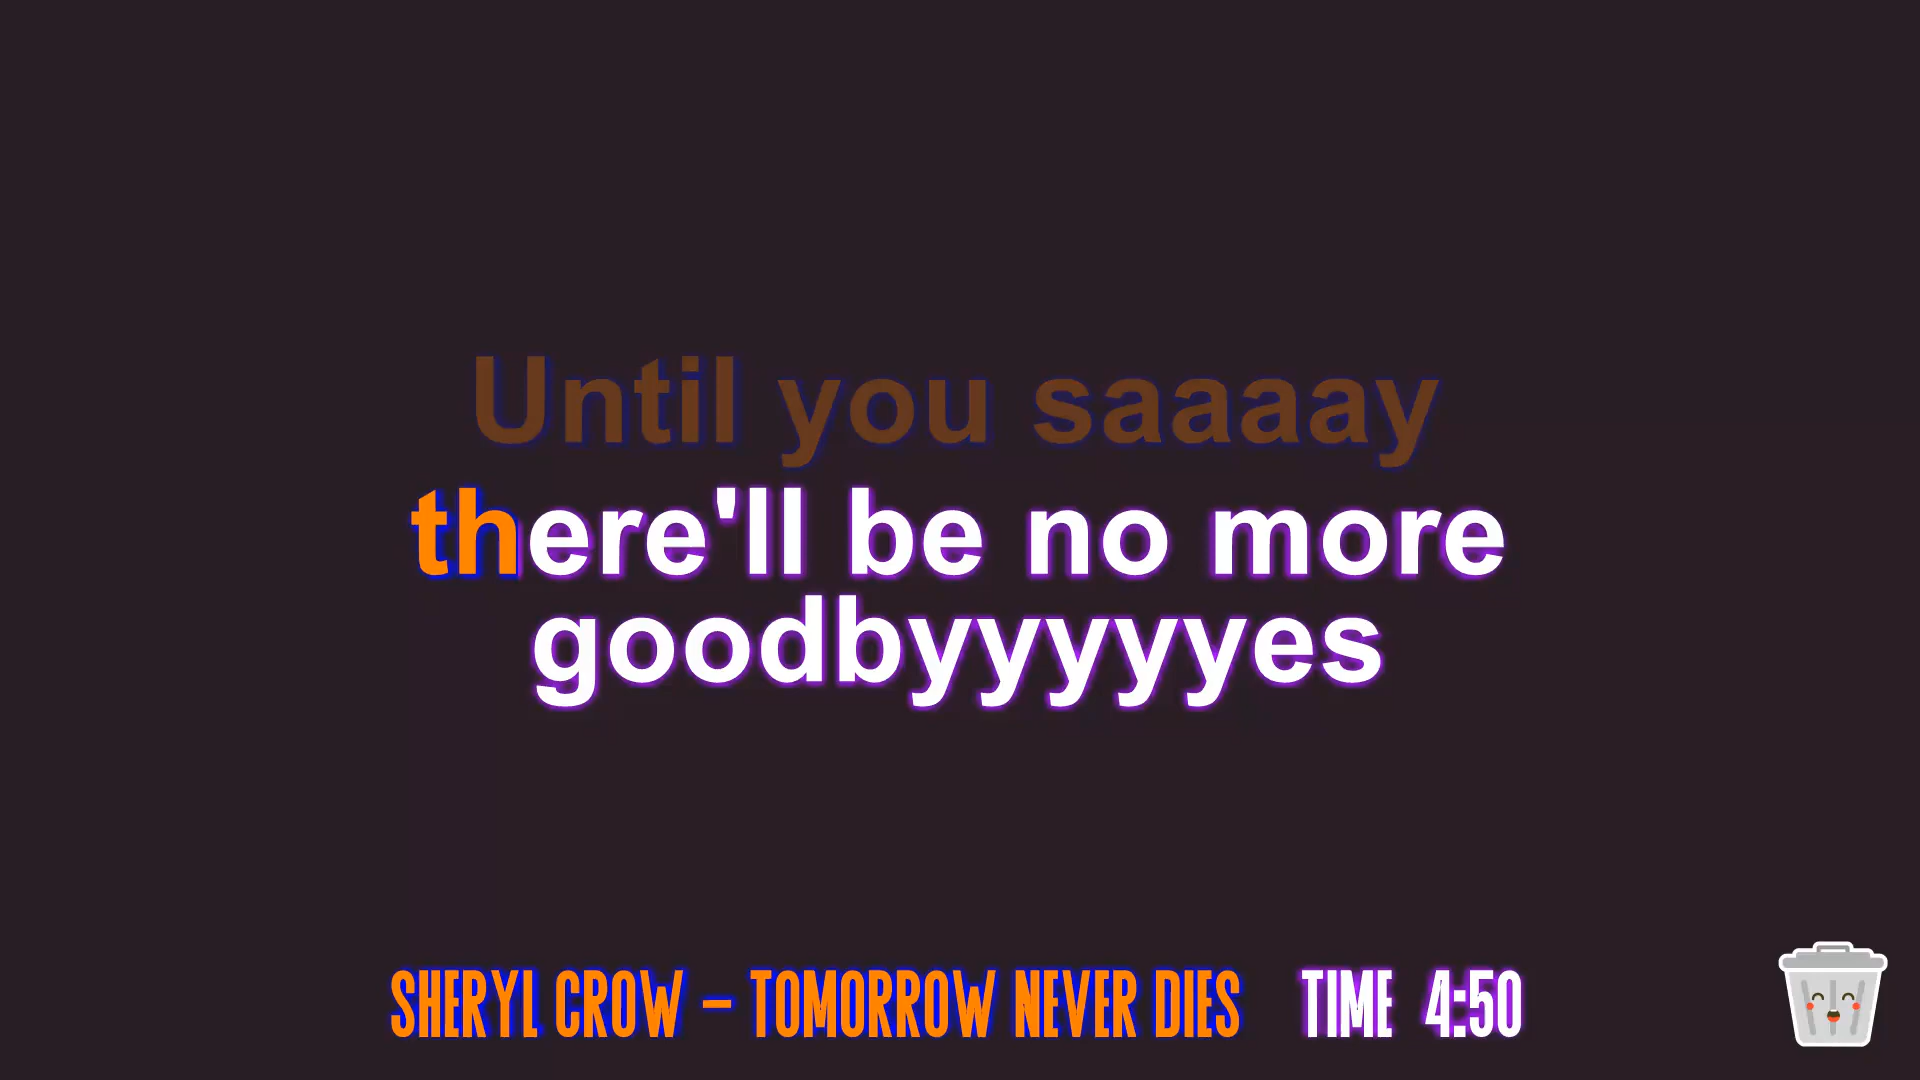 Until you saaaay
there'll be no more
goodbyyyyyes
SHERYL CROW – TOMORROW NEVER DIES TIME 4:50